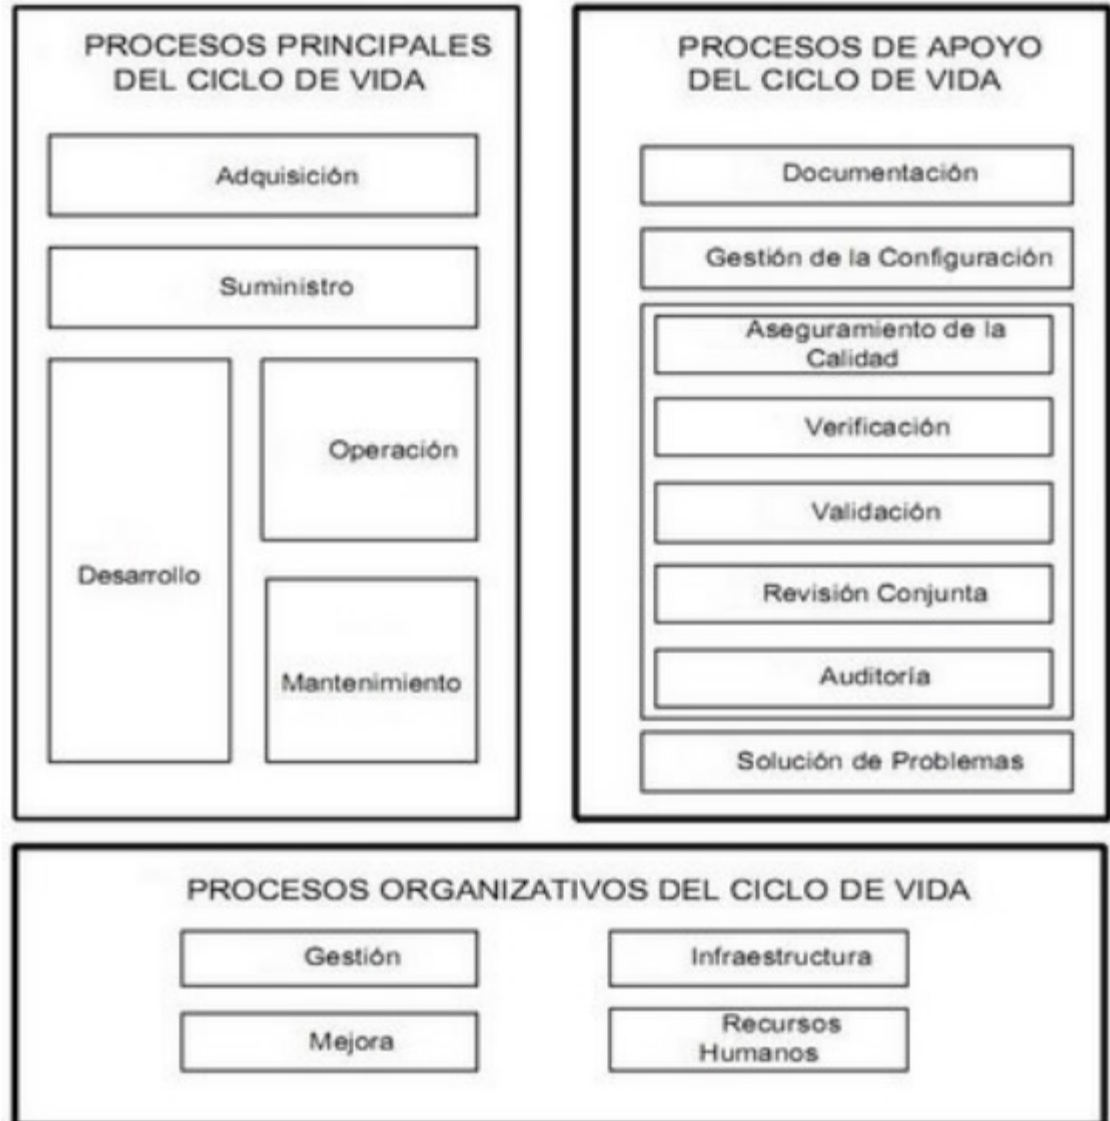 PROCESOS PRINCIPALES
DEL CICLO DE VIDA
Adquisición
Suministro
Desarrollo
Operación
Mantenimiento
PROCESOS DE APOYO
DEL CICLO DE VIDA
Documentación
Gestión de la Configuración
Aseguramiento de la
Calidad
Verificación
Validación
Revisión Conjunta
Auditoría
Solución de Problemas
PROCESOS ORGANIZATIVOS DEL CICLO DE VIDA
Gestión
Infraestructura
Mejora
Recursos
Humanos